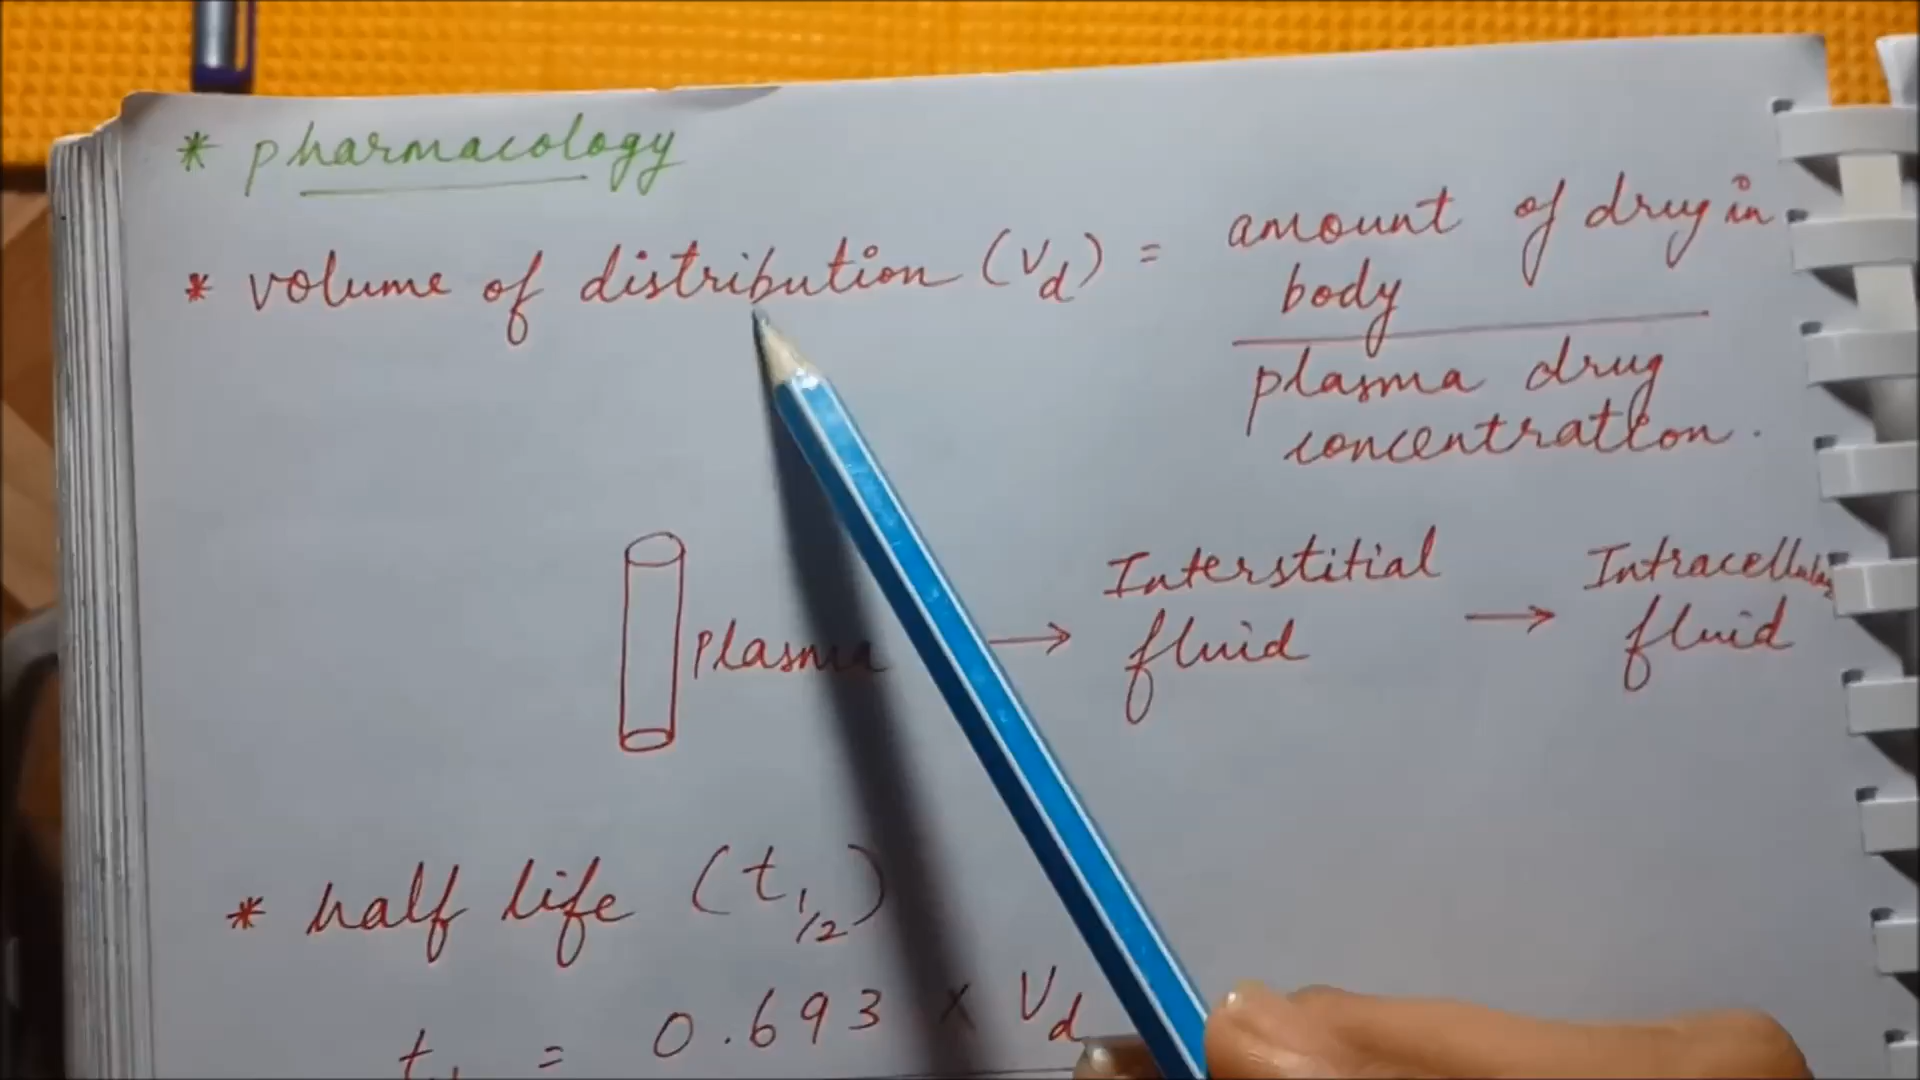 * pharmacology
* volume of distribution (Vd) = amount of drug in
body
plasma drug
concentration.
Plasma → Interstitial fluid → Intracellular fluid
* half life (t1/2)
= 0.693 x Vd